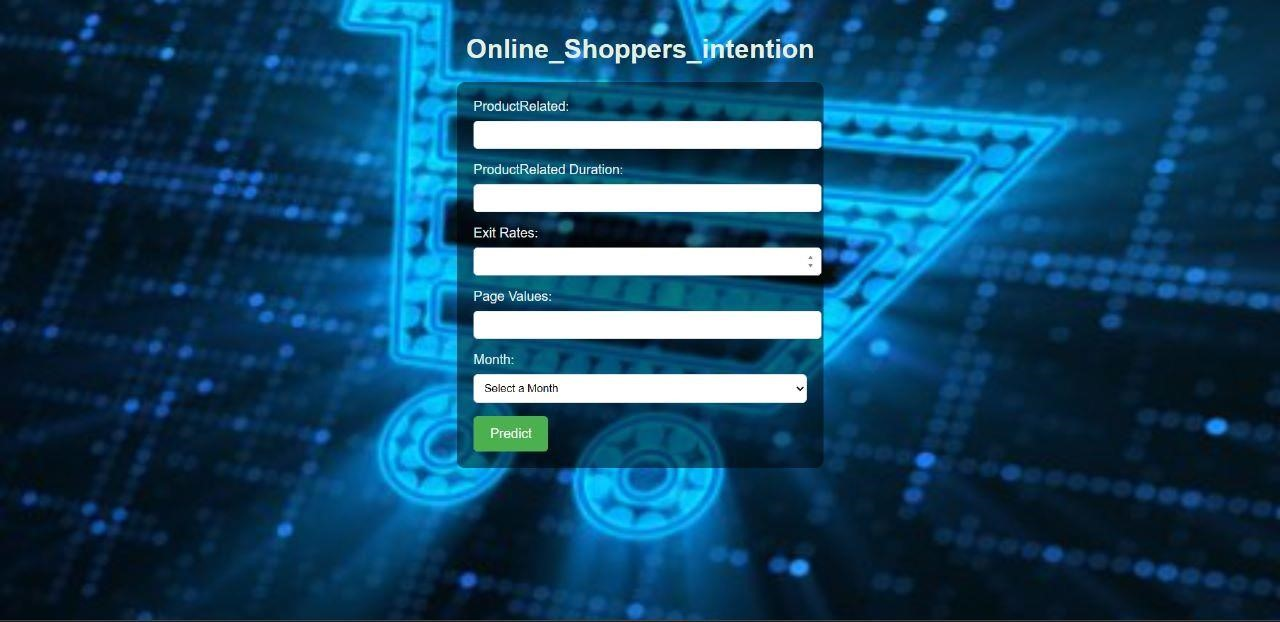 Online_Shoppers_intention
ProductRelated:
ProductRelated Duration:
Exit Rates:
Page Values:
Month:
Select a Month
Predict